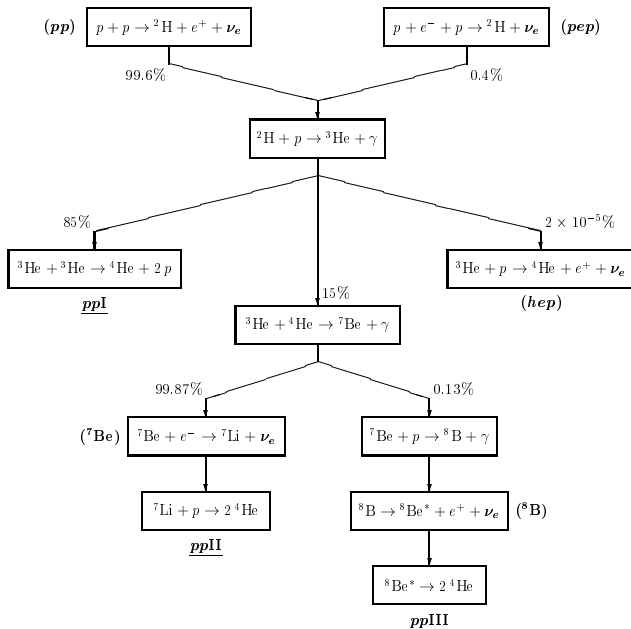 (pp) p + p → ²H + e⁺ + νₑ
p + e⁻ + p → ²H + νₑ (pep)
99.6% 0.4%
²H + p → ³He + γ
85% 2 × 10⁻⁵%
³He + ³He → ⁴He + 2 p
³He + p → ⁴He + e⁺ + νₑ
ppI
(hep)
15%
³He + ⁴He → ⁷Be + γ
99.87% 0.13%
(⁷Be) ⁷Be + e⁻ → ⁷Li + νₑ
⁷Be + p → ⁸B + γ
⁷Li + p → 2 ⁴He
⁸B → ⁸Be* + e⁺ + νₑ (⁸B)
ppII
⁸Be* → 2 ⁴He
ppIII